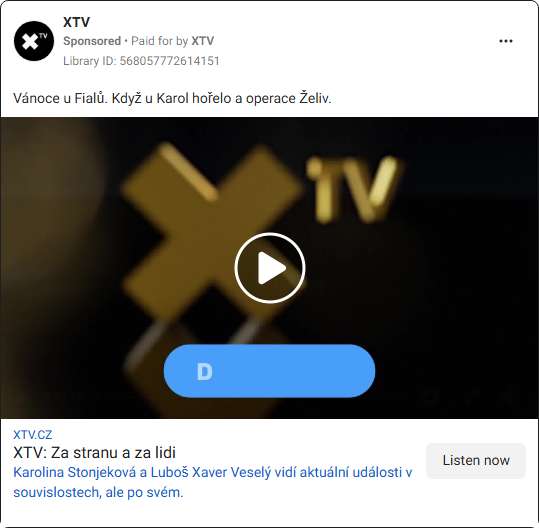 XTV
Sponsored • Paid for by XTV
Library ID: 568057772614151
Vánoce u Fialů. Když u Karol hořelo a operace Želiv.
XTV
D
XTV.CZ
XTV: Za stranu a za lidi
Karolina Stonjeková a Luboš Xaver Veselý vidí aktuální události v
souvislostech, ale po svém.
Listen now